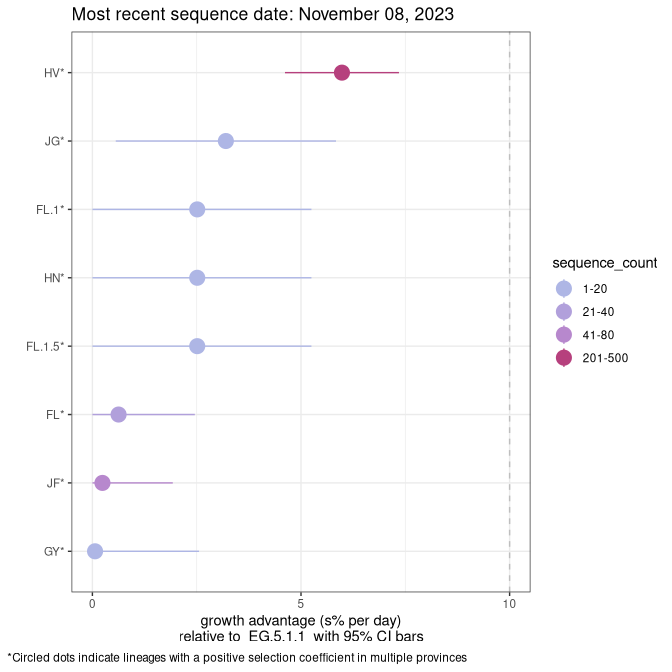 Most recent sequence date: November 08, 2023
HV*
JG*
FL.1*
HN*
FL.1.5*
FL*
JF*
GY*
0 5 10
growth advantage (s% per day)
relative to EG.5.1.1 with 95% CI bars
sequence_count
1-20
21-40
41-80
201-500
*Circled dots indicate lineages with a positive selection coefficient in multiple provinces